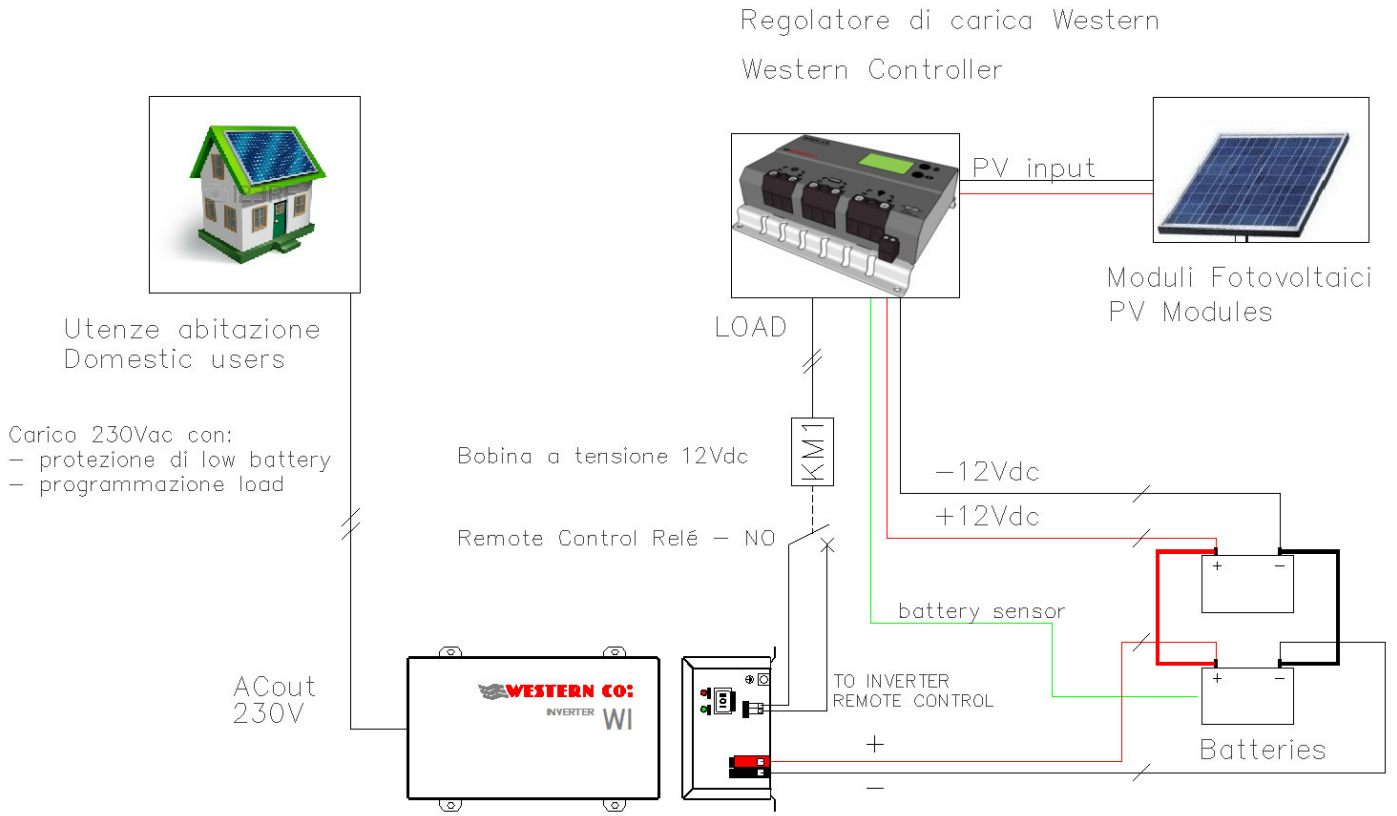 Regolatore di carica Western
Western Controller
PV input
Moduli Fotovoltaici
PV Modules
Utenze abitazione
Domestic users
LOAD
Carico 230Vac con:
– protezione di low battery
– programmazione load
Bobina a tensione 12Vdc
KM1
Remote Control Relé – NO
–12Vdc
+12Vdc
+ –
battery sensor
+ –
Batteries
ACout
230V
WESTERN CO:
INVERTER WI
TO INVERTER
REMOTE CONTROL
+
–